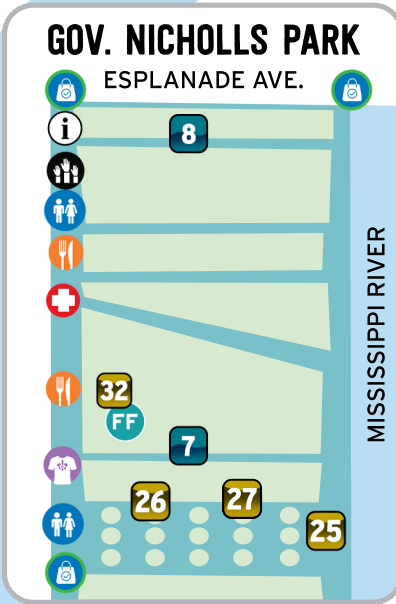 GOV. NICHOLLS PARK
ESPLANADE AVE.
i
8
MISSISSIPPI RIVER
32
FF
7
26
27
25